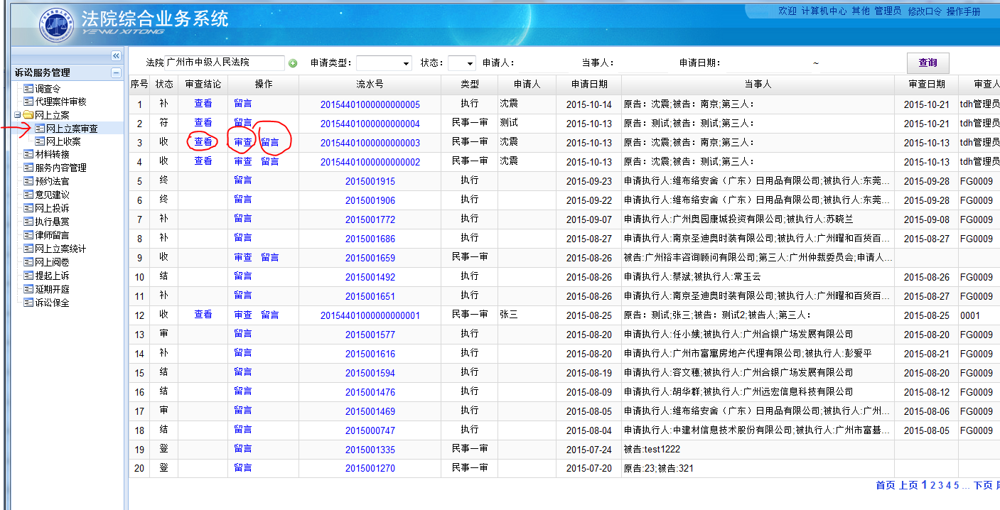 法院综合业务系统
YEWU XITONG
欢迎 计算机中心 其他 管理员 修改口令 操作手册
诉讼服务管理
调查令
代理案件审核
网上立案
网上立案审查
网上收案
材料转接
服务内容管理
预约法官
意见建议
网上投诉
执行悬赏
律师留言
网上立案统计
网上阅卷
提起上诉
延期开庭
诉讼保全
法院 广州市中级人民法院 申请类型: 状态: 申请人: 当事人: 申请日期: ~ 查询
序号 状态 审查结论 操作 流水号 类型 申请人 申请日期 当事人 审查日期 审查人
1 补 查看 留言 20154401000000000005 执行 沈震 2015-10-14 原告：沈震;被告：南京;第三人： 2015-10-21 tdh管理员
2 符 查看 留言 20154401000000000004 民事一审 测试 2015-10-13 原告：测试;被告：测试;第三人： 2015-10-21 tdh管理员
3 收 查看 审查 留言 20154401000000000003 民事一审 沈震 2015-10-13 原告：沈震;被告：南京;第三人： 2015-10-13 tdh管理员
4 收 查看 审查 留言 20154401000000000002 民事一审 沈震 2015-10-13 原告：沈震;被告：测试;第三人： 2015-10-13 tdh管理员
5 终 留言 2015001915 执行 2015-09-23 申请执行人:维布络安舍（广东）日用品有限公司;被执行人:东莞... 2015-09-28 FG0009
6 终 留言 2015001906 执行 2015-09-22 申请执行人:维布络安舍（广东）日用品有限公司;被执行人:东莞... 2015-09-28 FG0009
7 补 留言 2015001772 执行 2015-09-07 申请执行人:广州奥园康城投资有限公司;被执行人:苏晓兰 2015-09-08 FG0009
8 补 留言 2015001686 执行 2015-08-27 申请执行人:南京圣迪奥时装有限公司;被执行人:广州曜和百货百... 2015-08-27 FG0009
9 收 审查 留言 2015001659 民事一审 2015-08-26 被告:广州裕丰咨询顾问有限公司;第三人:广州仲裁委员会;申请人...
10 结 留言 2015001492 执行 2015-08-26 申请执行人:蔡斌;被执行人:常玉云 2015-08-26 FG0009
11 补 留言 2015001651 执行 2015-08-26 申请执行人:南京圣迪奥时装有限公司;被执行人:广州曜和百货百... 2015-08-27 FG0009
12 收 查看 审查 留言 20154401000000000001 民事一审 张三 2015-08-25 原告：测试;张三;被告：测试2;被告人;第三人： 2015-08-25 0001
13 审 留言 2015001577 执行 2015-08-20 申请执行人:任小娥;被执行人:广州合银广场发展有限公司 FG0009
14 补 留言 2015001616 执行 2015-08-20 申请执行人:广州市富寓房地产代理有限公司;被执行人:彭爱平 2015-08-21 FG0009
15 结 留言 2015001594 执行 2015-08-19 申请执行人:容文穗;被执行人:广州合银广场发展有限公司 2015-08-20 FG0009
16 结 留言 2015001476 执行 2015-08-09 申请执行人:胡华群;被执行人:广州远宏信息科技有限公司 2015-08-12 FG0009
17 审 留言 2015001469 执行 2015-08-05 申请执行人:维布络安舍（广东）日用品有限公司;被执行人:广州... 2015-08-06 FG0009
18 结 留言 2015000747 执行 2015-08-04 申请执行人:中建材信息技术股份有限公司;被执行人:广州市富碁... 2015-08-05 FG0009
19 登 留言 2015001335 民事一审 2015-07-24 被告:test1222
20 登 留言 2015001270 民事一审 2015-07-20 原告:23;被告:321
首页 上页 1 2 3 4 5 ... 下页